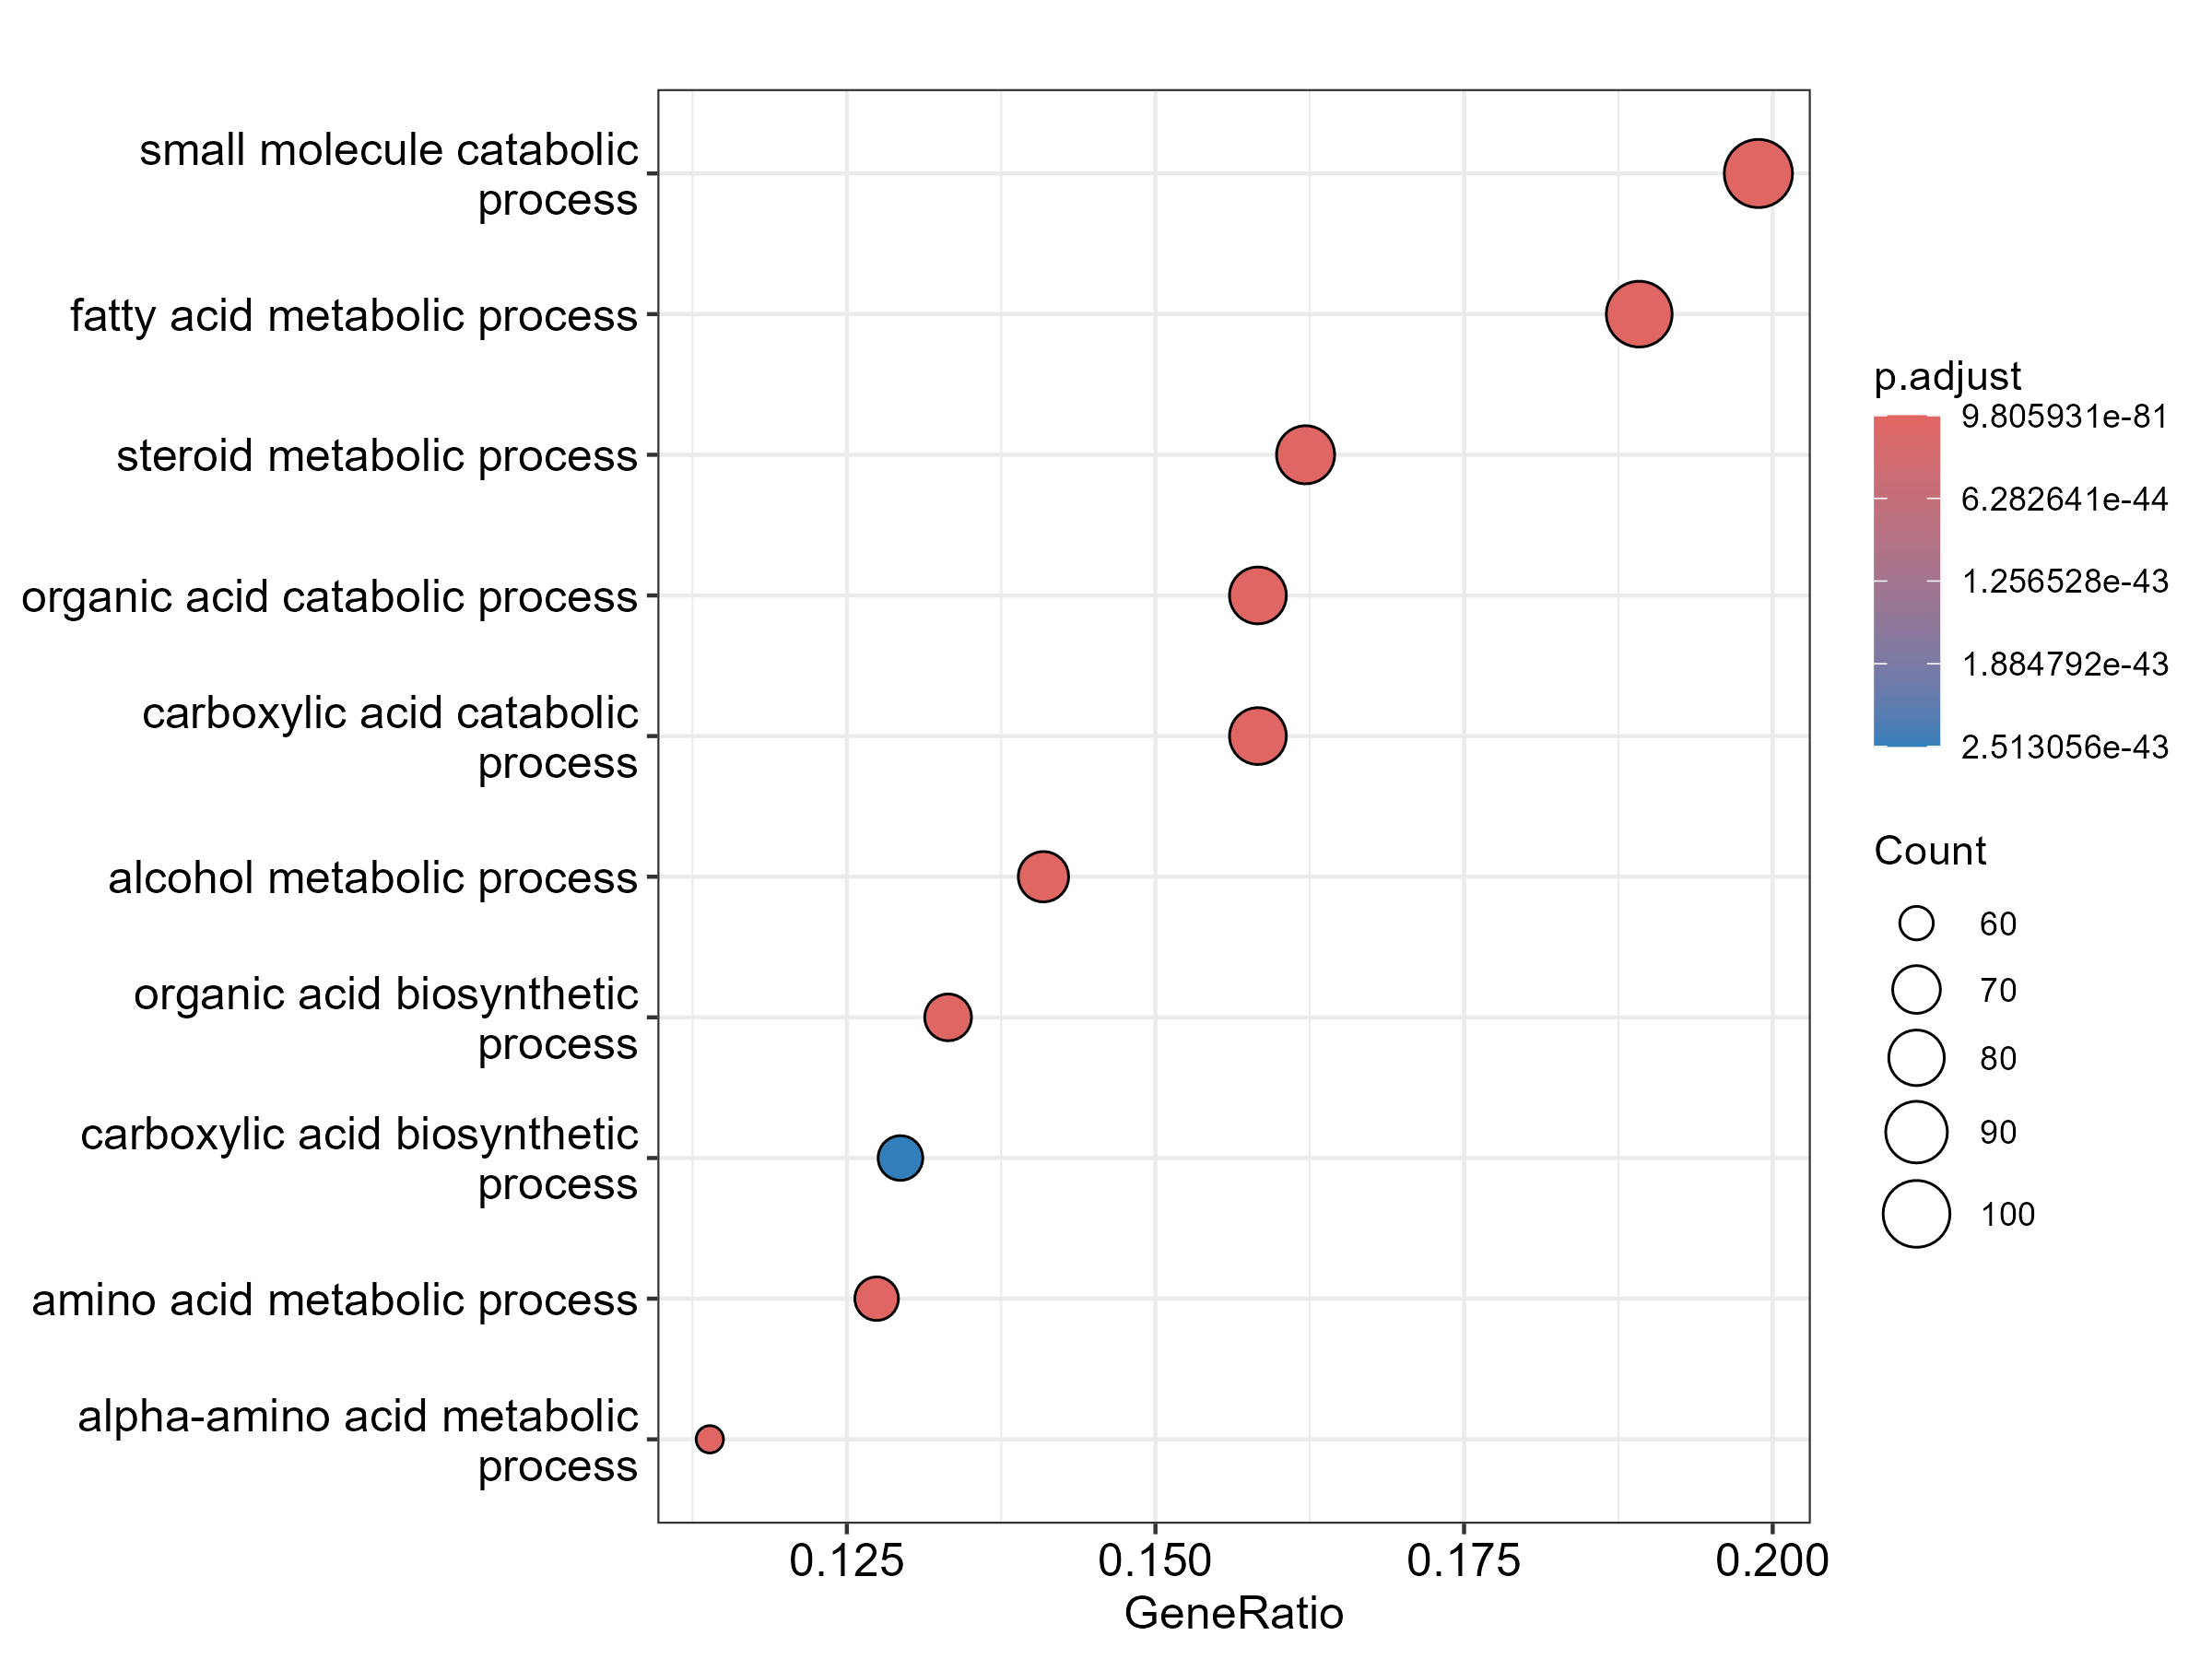 small molecule catabolic
process
fatty acid metabolic process
steroid metabolic process
organic acid catabolic process
carboxylic acid catabolic
process
alcohol metabolic process
organic acid biosynthetic
process
carboxylic acid biosynthetic
process
amino acid metabolic process
alpha-amino acid metabolic
process
0.125 0.150 0.175 0.200
GeneRatio
p.adjust
9.805931e-81
6.282641e-44
1.256528e-43
1.884792e-43
2.513056e-43
Count
60
70
80
90
100